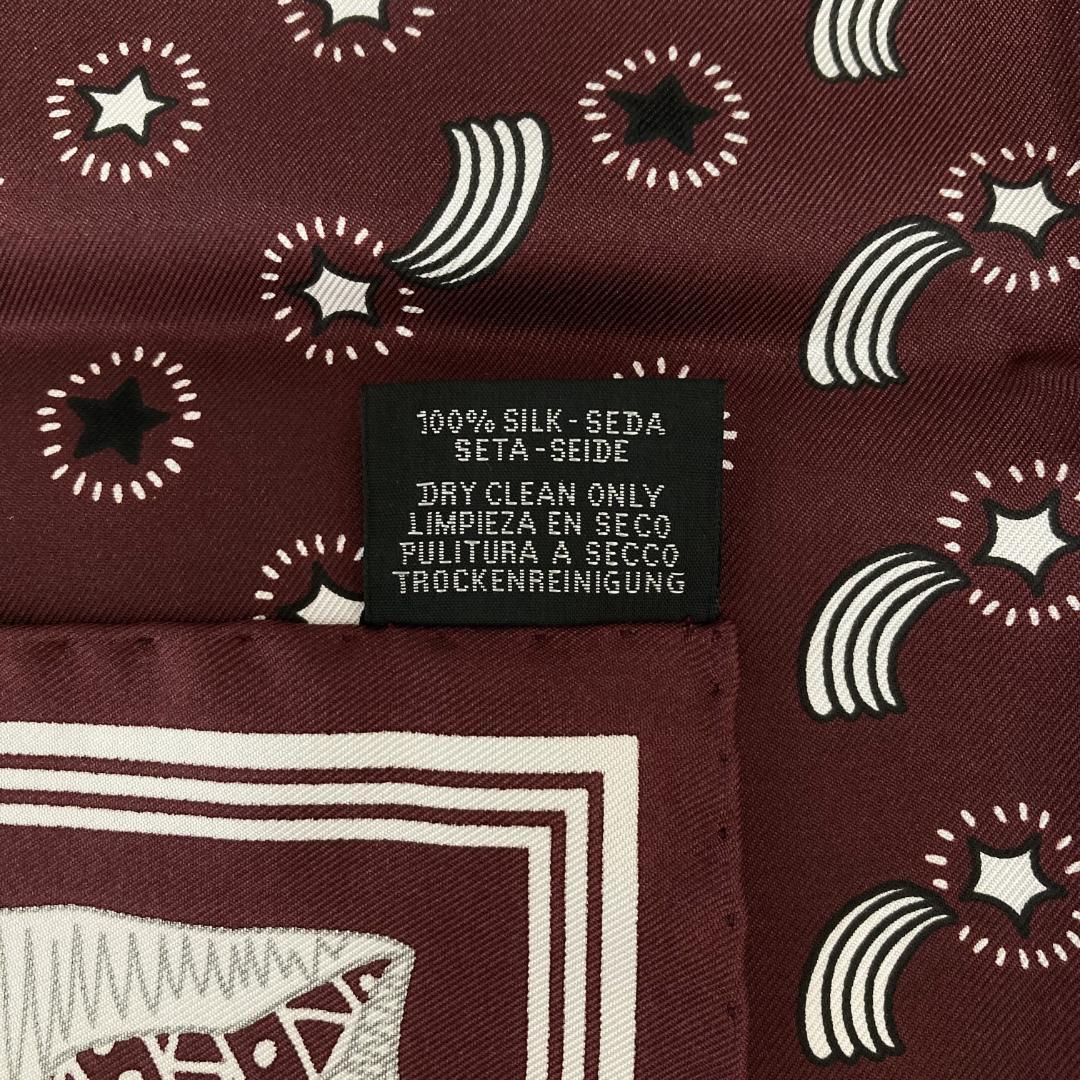 100% SILK - SEDA
SETA - SEIDE
DRY CLEAN ONLY
LIMPIEZA EN SECO
PULITURA A SECCO
TROCKENREINIGUNG